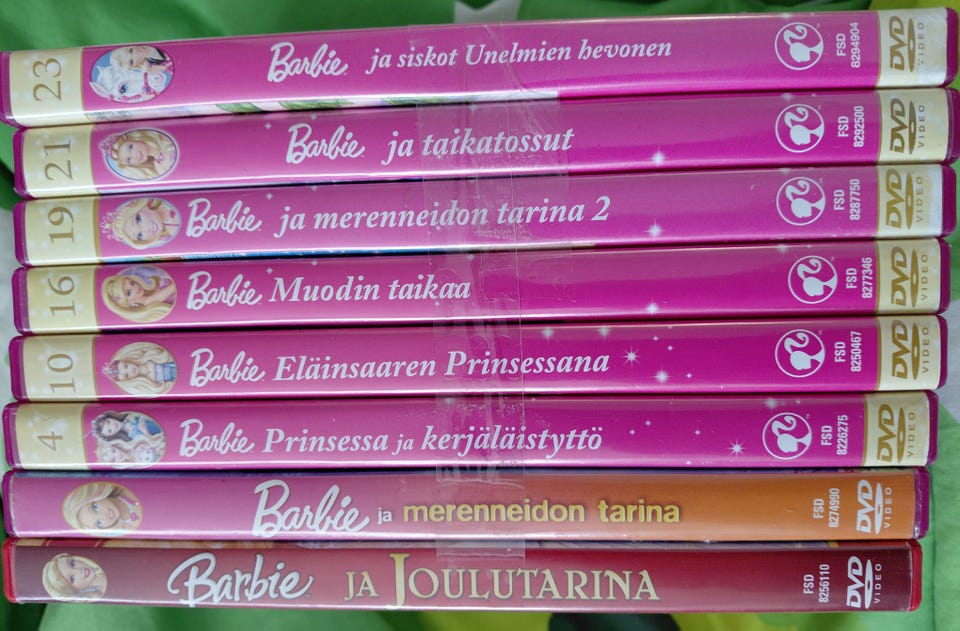 23 Barbie ja siskot Unelmien hevonen FSD 8294904 DVD VIDEO
21 Barbie ja taikatossut FSD 8292500 DVD VIDEO
19 Barbie ja merenneidon tarina 2 FSD 8287750 DVD VIDEO
16 Barbie Muodin taikaa FSD 8277346 DVD VIDEO
10 Barbie Eläinsaaren Prinsessana FSD 8250467 DVD VIDEO
4 Barbie Prinsessa ja kerjäläistyttö FSD 8226275 DVD VIDEO
Barbie ja merenneidon tarina FSD 8274990 DVD VIDEO
Barbie JA JOULUTARINA FSD 8256110 DVD VIDEO